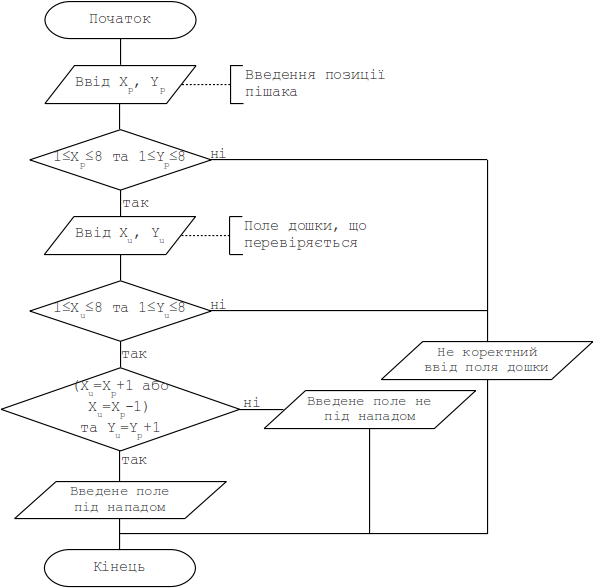 Початок
Ввід Xp, Yp
Введення позиції
пішака
1≤Xp≤8 та 1≤Yp≤8
ні
так
Ввід Xu, Yu
Поле дошки, що
перевіряється
1≤Xu≤8 та 1≤Yu≤8
ні
так
Не коректний
ввід поля дошки
(Xu=Xp+1 або
Xu=Xp-1)
та Yu=Yp+1
ні
Введене поле не
під нападом
так
Введене поле
під нападом
Кінець